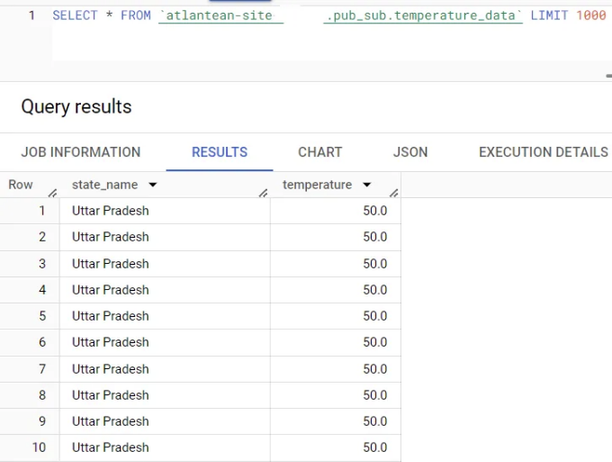 1 SELECT * FROM `atlantean-site .pub_sub.temperature_data` LIMIT 1000
Query results
JOB INFORMATION RESULTS CHART JSON EXECUTION DETAILS
Row state_name temperature
1 Uttar Pradesh 50.0
2 Uttar Pradesh 50.0
3 Uttar Pradesh 50.0
4 Uttar Pradesh 50.0
5 Uttar Pradesh 50.0
6 Uttar Pradesh 50.0
7 Uttar Pradesh 50.0
8 Uttar Pradesh 50.0
9 Uttar Pradesh 50.0
10 Uttar Pradesh 50.0